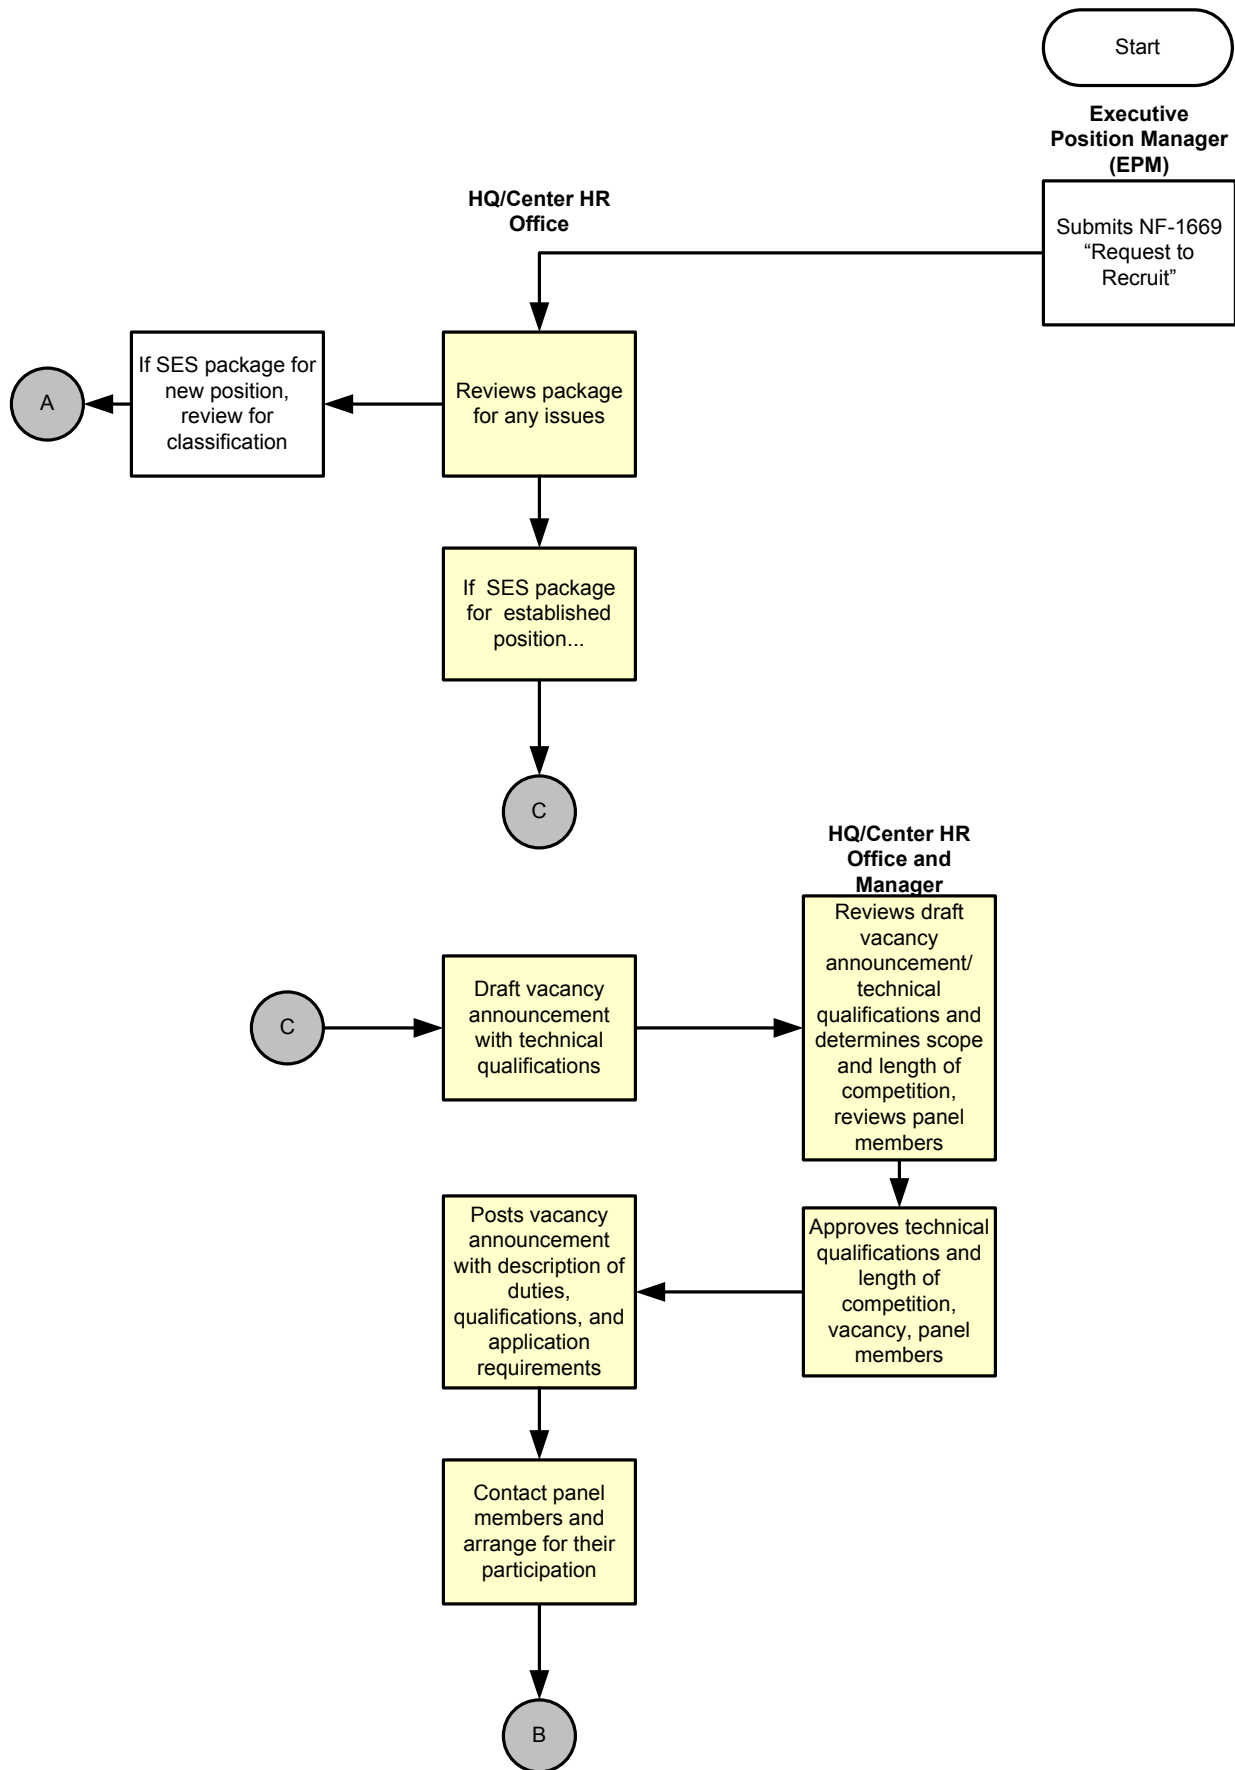 Start
Executive
Position Manager
(EPM)
Submits NF-1669
“Request to
Recruit”
HQ/Center HR
Office
Reviews package
for any issues
If SES package for
new position,
review for
classification
A
If SES package
for established
position...
C
HQ/Center HR
Office and
Manager
C
Draft vacancy
announcement
with technical
qualifications
Reviews draft
vacancy
announcement/
technical
qualifications and
determines scope
and length of
competition,
reviews panel
members
Approves technical
qualifications and
length of
competition,
vacancy, panel
members
Posts vacancy
announcement
with description of
duties,
qualifications, and
application
requirements
Contact panel
members and
arrange for their
participation
B